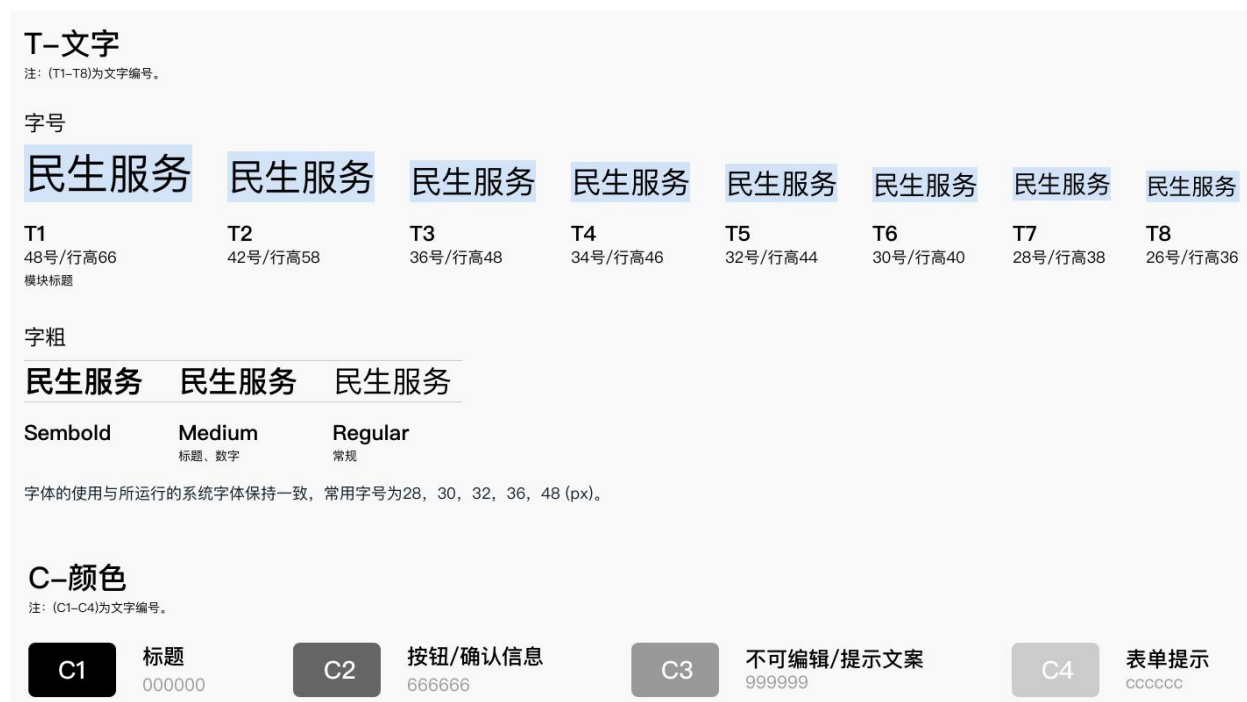 T-文字
注：(T1-T8)为文字编号。
字号
民生服务 民生服务 民生服务 民生服务 民生服务 民生服务 民生服务 民生服务
T1 T2 T3 T4 T5 T6 T7 T8
48号/行高66 42号/行高58 36号/行高48 34号/行高46 32号/行高44 30号/行高40 28号/行高38 26号/行高36
模块标题
字粗
民生服务 民生服务 民生服务
Sembold Medium Regular
标题、数字 常规
字体的使用与所运行的系统字体保持一致，常用字号为28，30，32，36，48 (px)。
C-颜色
注：(C1-C4)为文字编号。
C1 标题 C2 按钮/确认信息 C3 不可编辑/提示文案 C4 表单提示
000000 666666 999999 cccccc